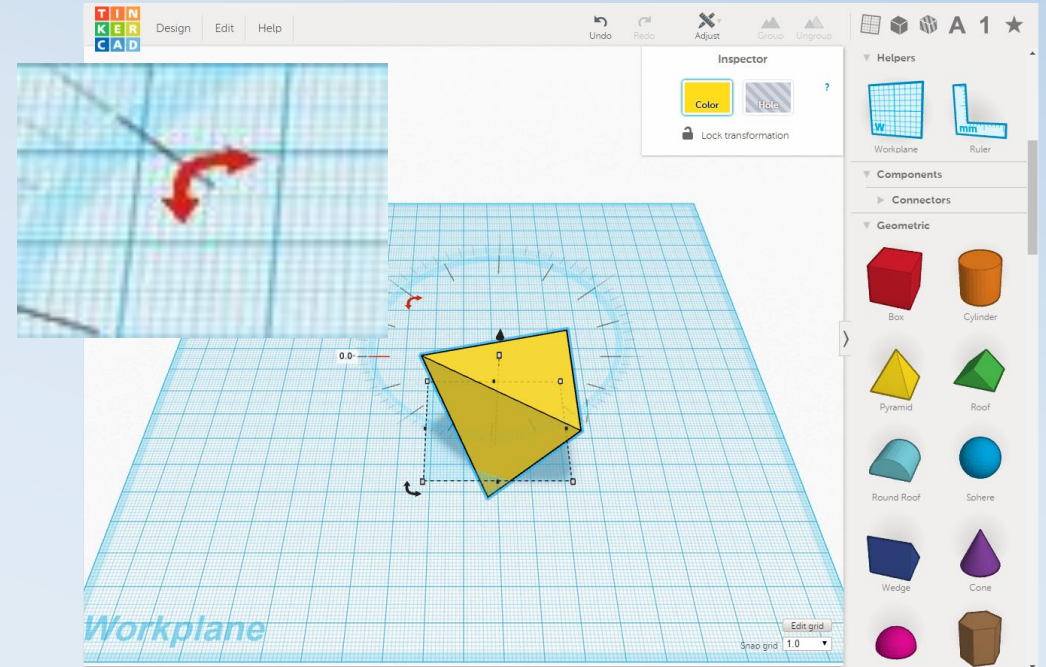 TIN
KER
CAD
Design Edit Help
Undo Redo Adjust Group Ungroup
A 1
Inspector
Color Hole
?
Lock transformation
Helpers
W
mm
Workplane Ruler
Components
Connectors
Geometric
Box Cylinder
Pyramid Roof
Round Roof Sphere
Wedge Cone
0.0
Workplane
Edit grid
Snap grid 1.0